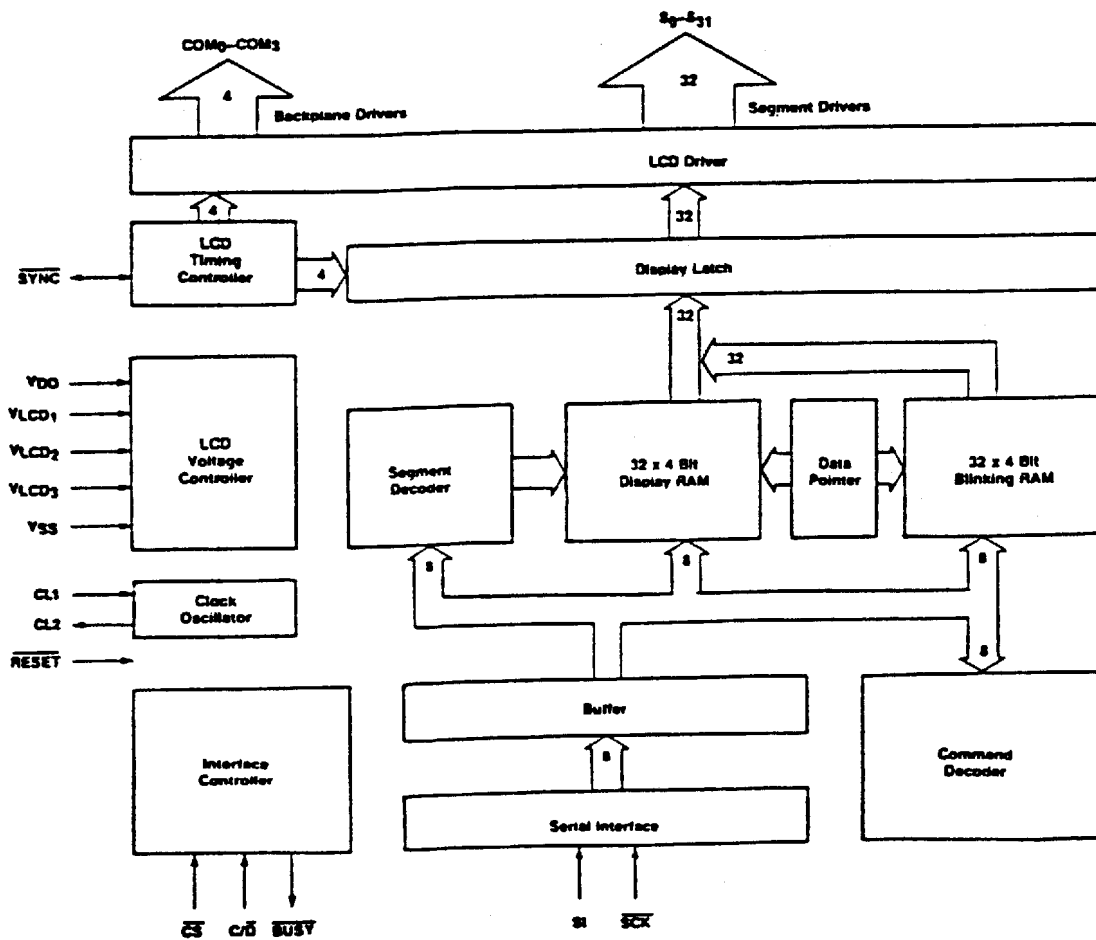 S0–S31
COM0–COM3
32
4
Backplane Drivers
Segment Drivers
LCD Driver
4
32
LCD
Timing
Controller
SYNC
4
Display Latch
32
32
VDD
VLCD1
VLCD2
VLCD3
VSS
LCD
Voltage
Controller
Segment
Decoder
32 x 4 Bit
Display RAM
Data
Pointer
32 x 4 Bit
Blinking RAM
8
8
8
CL1
CL2
Clock
Oscillator
RESET
8
Buffer
Interface
Controller
8
Command
Decoder
Serial Interface
CS
C/D
BUSY
SI
SCK